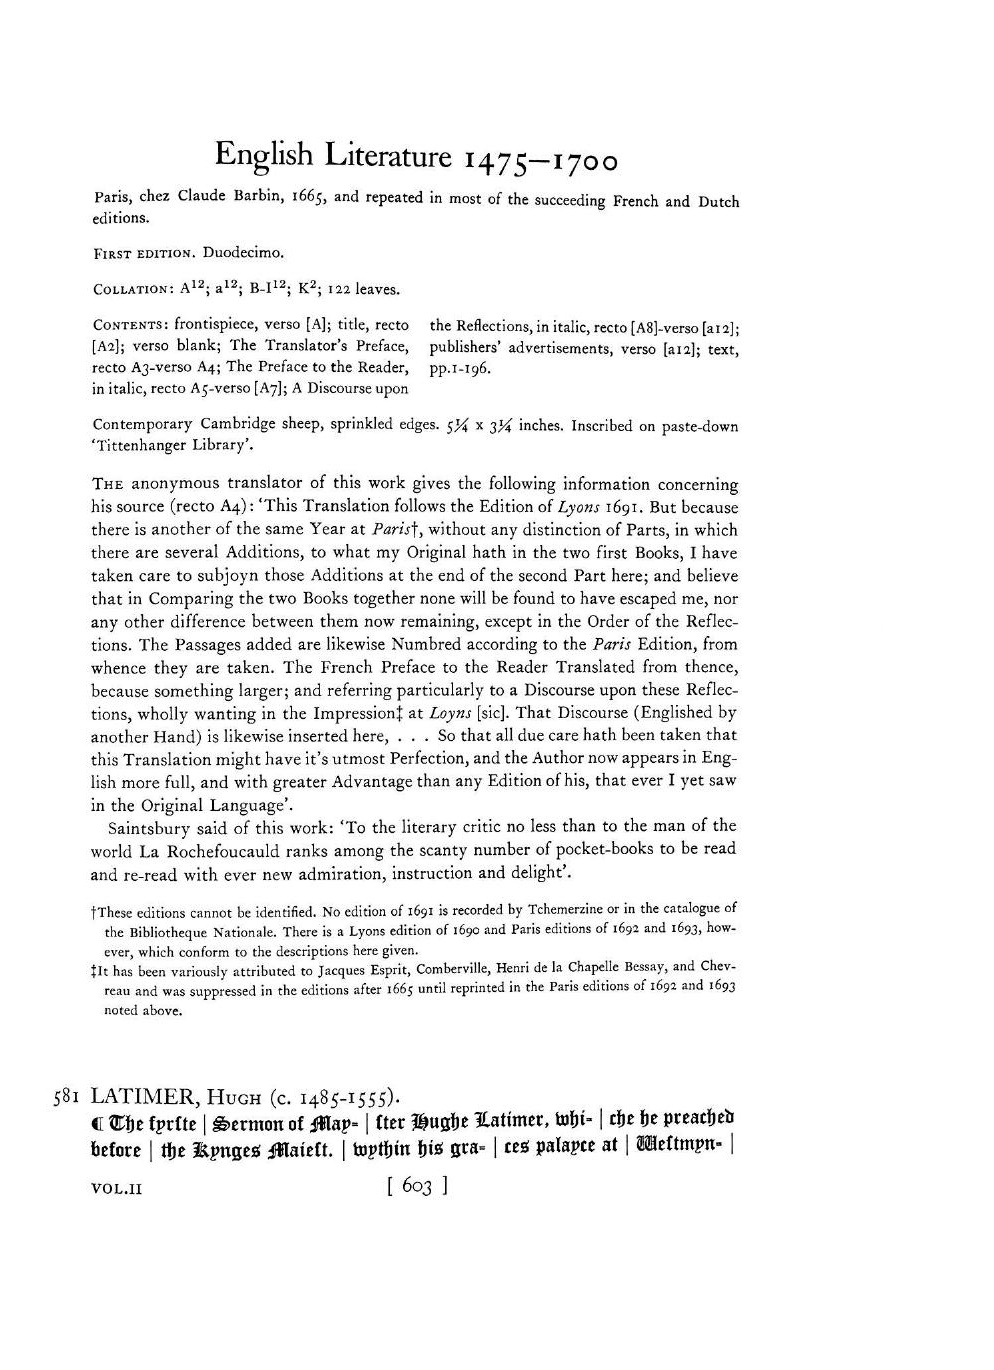 English Literature 1475–1700
Paris, chez Claude Barbin, 1665, and repeated in most of the succeeding French and Dutch
editions.
FIRST EDITION. Duodecimo.
COLLATION: A¹²; a¹²; B-I¹²; K²; 122 leaves.
CONTENTS: frontispiece, verso [A]; title, recto
[A2]; verso blank; The Translator's Preface,
recto A3-verso A4; The Preface to the Reader,
in italic, recto A5-verso [A7]; A Discourse upon
the Reflections, in italic, recto [A8]-verso [a12];
publishers' advertisements, verso [a12]; text,
pp.1-196.
Contemporary Cambridge sheep, sprinkled edges. 5¼ x 3¼ inches. Inscribed on paste-down
'Tittenhanger Library'.
THE anonymous translator of this work gives the following information concerning
his source (recto A4): 'This Translation follows the Edition of Lyons 1691. But because
there is another of the same Year at Paris†, without any distinction of Parts, in which
there are several Additions, to what my Original hath in the two first Books, I have
taken care to subjoyn those Additions at the end of the second Part here; and believe
that in Comparing the two Books together none will be found to have escaped me, nor
any other difference between them now remaining, except in the Order of the Reflec-
tions. The Passages added are likewise Numbred according to the Paris Edition, from
whence they are taken. The French Preface to the Reader Translated from thence,
because something larger; and referring particularly to a Discourse upon these Reflec-
tions, wholly wanting in the Impression‡ at Loyns [sic]. That Discourse (Englished by
another Hand) is likewise inserted here, . . . So that all due care hath been taken that
this Translation might have it's utmost Perfection, and the Author now appears in Eng-
lish more full, and with greater Advantage than any Edition of his, that ever I yet saw
in the Original Language'.
Saintsbury said of this work: 'To the literary critic no less than to the man of the
world La Rochefoucauld ranks among the scanty number of pocket-books to be read
and re-read with ever new admiration, instruction and delight'.
†These editions cannot be identified. No edition of 1691 is recorded by Tchemerzine or in the catalogue of
the Bibliotheque Nationale. There is a Lyons edition of 1690 and Paris editions of 1692 and 1693, how-
ever, which conform to the descriptions here given.
‡It has been variously attributed to Jacques Esprit, Comberville, Henri de la Chapelle Bessay, and Chev-
reau and was suppressed in the editions after 1665 until reprinted in the Paris editions of 1692 and 1693
noted above.
581 LATIMER, HUGH (c. 1485-1555).
¶ The fyrſte | Sermon of May= | ſter Hughe Latimer, whi= | che he preached
before | the Kynges Maieſt. | wythin his gra= | ces palayce at | Weſtmyn= |
VOL.II [ 603 ]